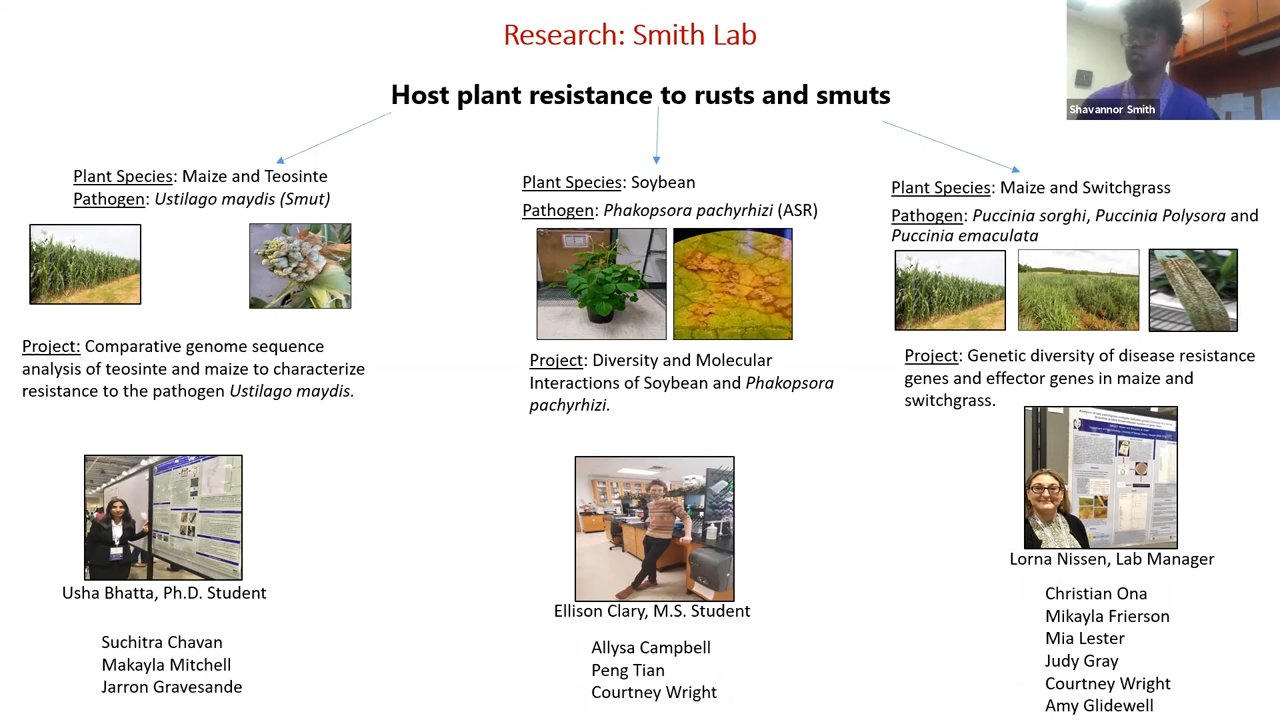 Research: Smith Lab
Shavannor Smith
Host plant resistance to rusts and smuts
Plant Species: Maize and Teosinte
Pathogen: Ustilago maydis (Smut)
Project: Comparative genome sequence
analysis of teosinte and maize to characterize
resistance to the pathogen Ustilago maydis.
Usha Bhatta, Ph.D. Student
Suchitra Chavan
Makayla Mitchell
Jarron Gravesande
Plant Species: Soybean
Pathogen: Phakopsora pachyrhizi (ASR)
Project: Diversity and Molecular
Interactions of Soybean and Phakopsora
pachyrhizi.
Ellison Clary, M.S. Student
Allysa Campbell
Peng Tian
Courtney Wright
Plant Species: Maize and Switchgrass
Pathogen: Puccinia sorghi, Puccinia Polysora and
Puccinia emaculata
Project: Genetic diversity of disease resistance
genes and effector genes in maize and
switchgrass.
Lorna Nissen, Lab Manager
Christian Ona
Mikayla Frierson
Mia Lester
Judy Gray
Courtney Wright
Amy Glidewell